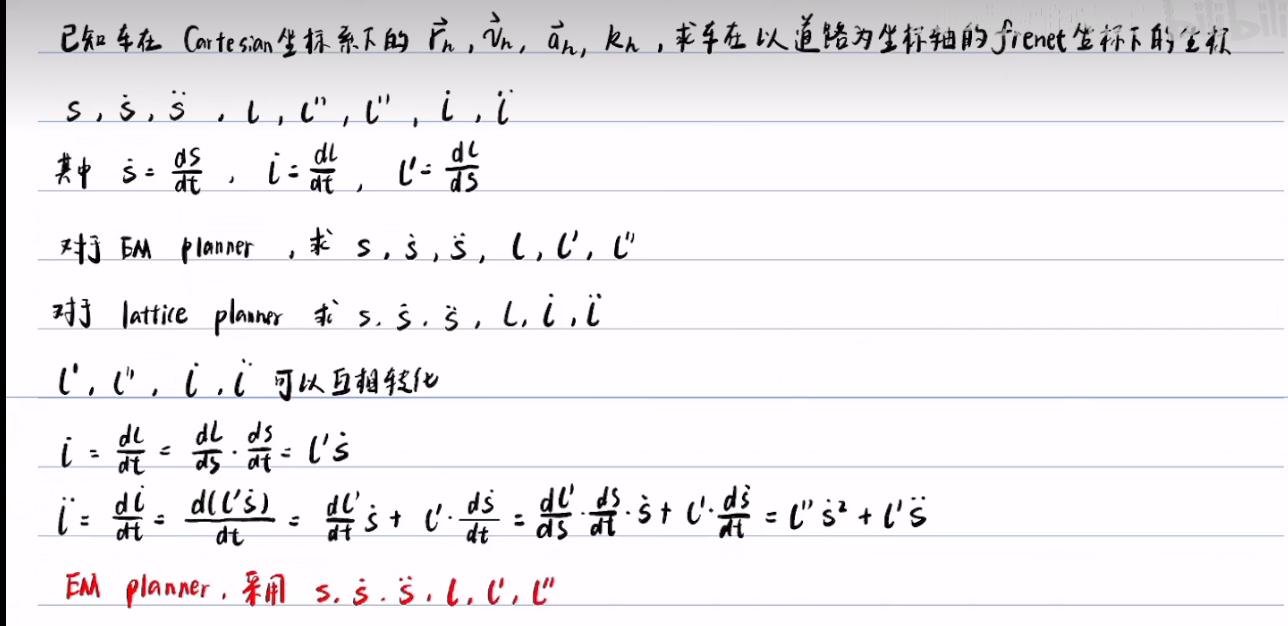 已知车在 Cartesian坐标系下的 $\vec{r}_h, \vec{v}_h, \vec{a}_h, k_h$, 求车在以道路为坐标轴的frenet坐标下的坐标
bilibili
$s, \dot{s}, \ddot{s}, l, l'', l'', \dot{l}, \ddot{l}$
其中 $\dot{s} = \frac{ds}{dt}, \dot{l} = \frac{dl}{dt}, l' = \frac{dl}{ds}$
对于 EM planner, 求 $s, \dot{s}, \ddot{s}, l, l', l''$
对于 lattice planner 求 $s. \dot{s}. \ddot{s}, l, \dot{l}, \ddot{l}$
$l', l'', \dot{l}, \ddot{l}$ 可以互相转化
$\dot{l} = \frac{dl}{dt} = \frac{dl}{ds} \cdot \frac{ds}{dt} = l'\dot{s}$
$\ddot{l} = \frac{d\dot{l}}{dt} = \frac{d(l'\dot{s})}{dt} = \frac{dl'}{dt}\dot{s} + l' \cdot \frac{d\dot{s}}{dt} = \frac{dl'}{ds} \cdot \frac{ds}{dt} \cdot \dot{s} + l' \cdot \frac{d\dot{s}}{dt} = l''\dot{s}^2 + l'\ddot{s}$
EM planner, 采用 $s. \dot{s}. \ddot{s}, l, l', l''$